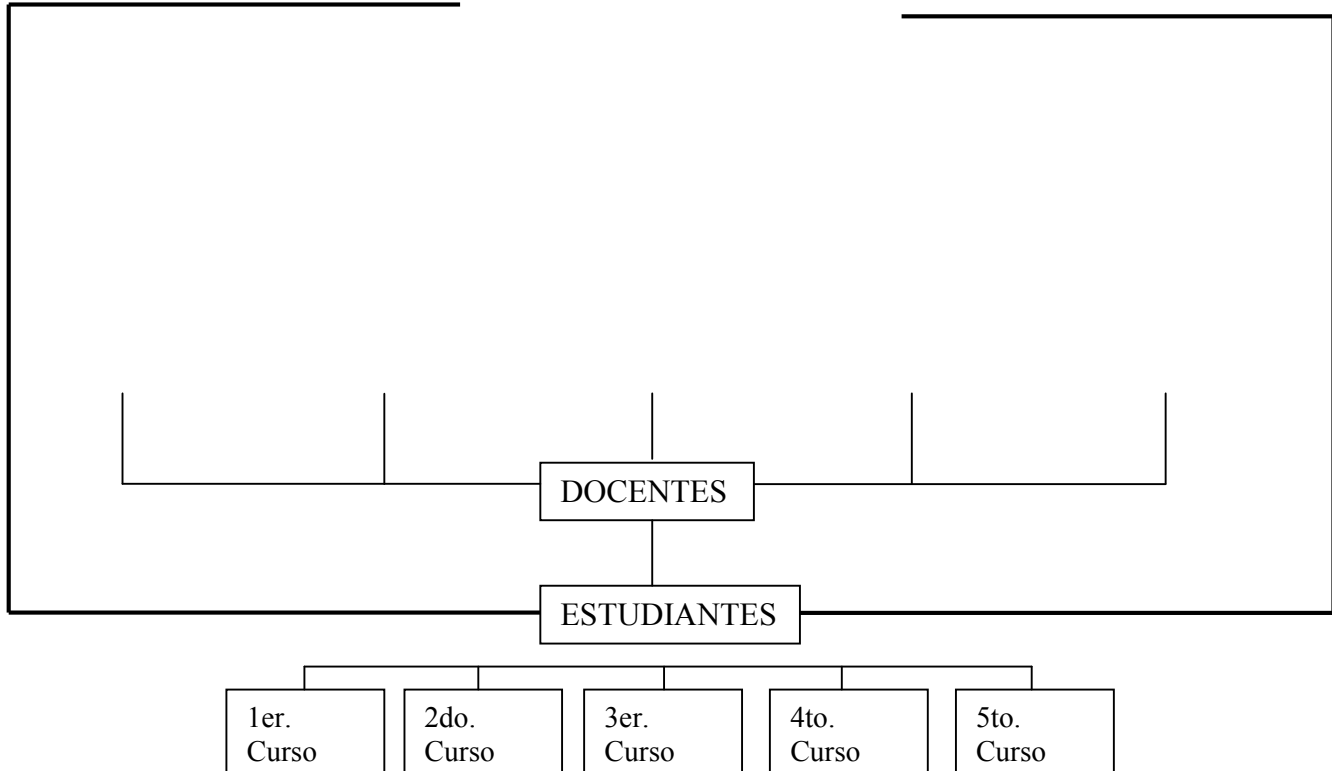 DOCENTES
ESTUDIANTES
1er.
Curso
2do.
Curso
3er.
Curso
4to.
Curso
5to.
Curso